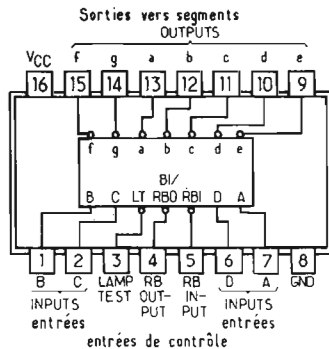 Sorties vers segments
OUTPUTS
VCC f g a b c d e
16 15 14 13 12 11 10 9
f g a b c d e
BI/
B C LT RBO RBI D A
1 2 3 4 5 6 7 8
B C LAMP RB RB D A GND
INPUTS TEST OUT- IN- INPUTS
entrées PUT PUT entrées
entrées de contrôle